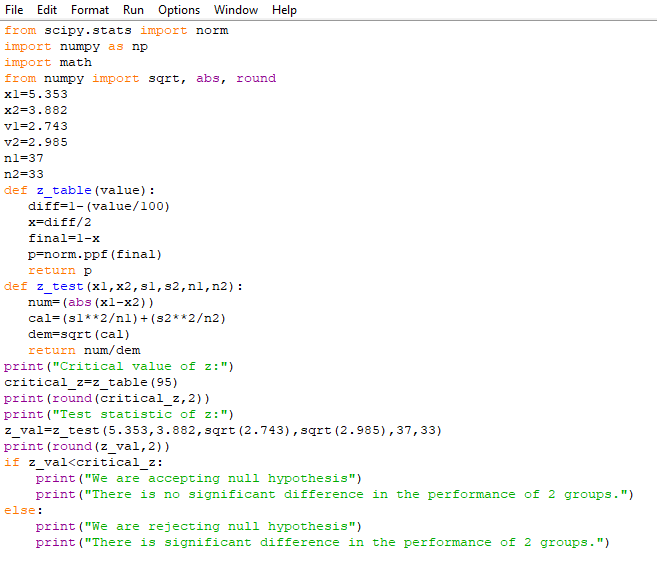 File Edit Format Run Options Window Help
from scipy.stats import norm
import numpy as np
import math
from numpy import sqrt, abs, round
x1=5.353
x2=3.882
v1=2.743
v2=2.985
n1=37
n2=33
def z_table(value):
   diff=1-(value/100)
   x=diff/2
   final=1-x
   p=norm.ppf(final)
   return p
def z_test(x1,x2,s1,s2,n1,n2):
   num=(abs(x1-x2))
   cal=(s1**2/n1)+(s2**2/n2)
   dem=sqrt(cal)
   return num/dem
print("Critical value of z:")
critical_z=z_table(95)
print(round(critical_z,2))
print("Test statistic of z:")
z_val=z_test(5.353,3.882,sqrt(2.743),sqrt(2.985),37,33)
print(round(z_val,2))
if z_val<critical_z:
    print("We are accepting null hypothesis")
    print("There is no significant difference in the performance of 2 groups.")
else:
    print("We are rejecting null hypothesis")
    print("There is significant difference in the performance of 2 groups.")